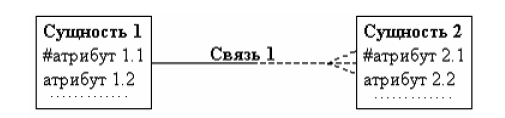 Сущность 1
#атрибут 1.1
атрибут 1.2
.............
Связь 1
Сущность 2
#атрибут 2.1
атрибут 2.2
.............